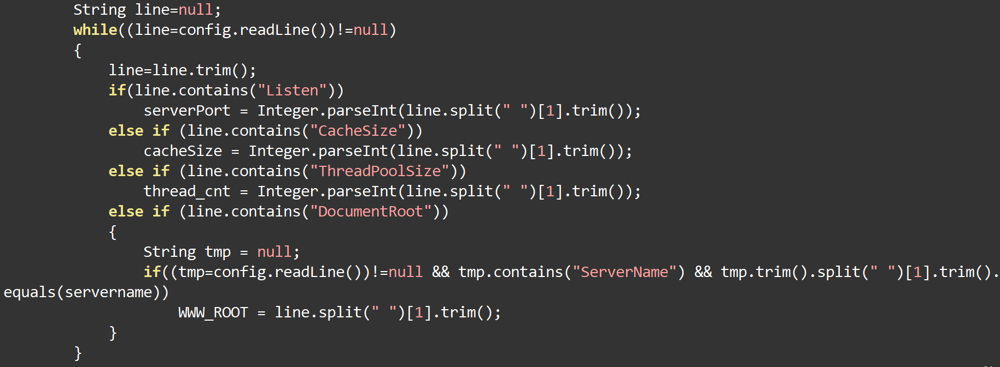 String line=null;
while((line=config.readLine())!=null)
{
line=line.trim();
if(line.contains("Listen"))
serverPort = Integer.parseInt(line.split(" ")[1].trim());
else if (line.contains("CacheSize"))
cacheSize = Integer.parseInt(line.split(" ")[1].trim());
else if (line.contains("ThreadPoolSize"))
thread_cnt = Integer.parseInt(line.split(" ")[1].trim());
else if (line.contains("DocumentRoot"))
{
String tmp = null;
if((tmp=config.readLine())!=null && tmp.contains("ServerName") && tmp.trim().split(" ")[1].trim().
equals(servername))
WWW_ROOT = line.split(" ")[1].trim();
}
}